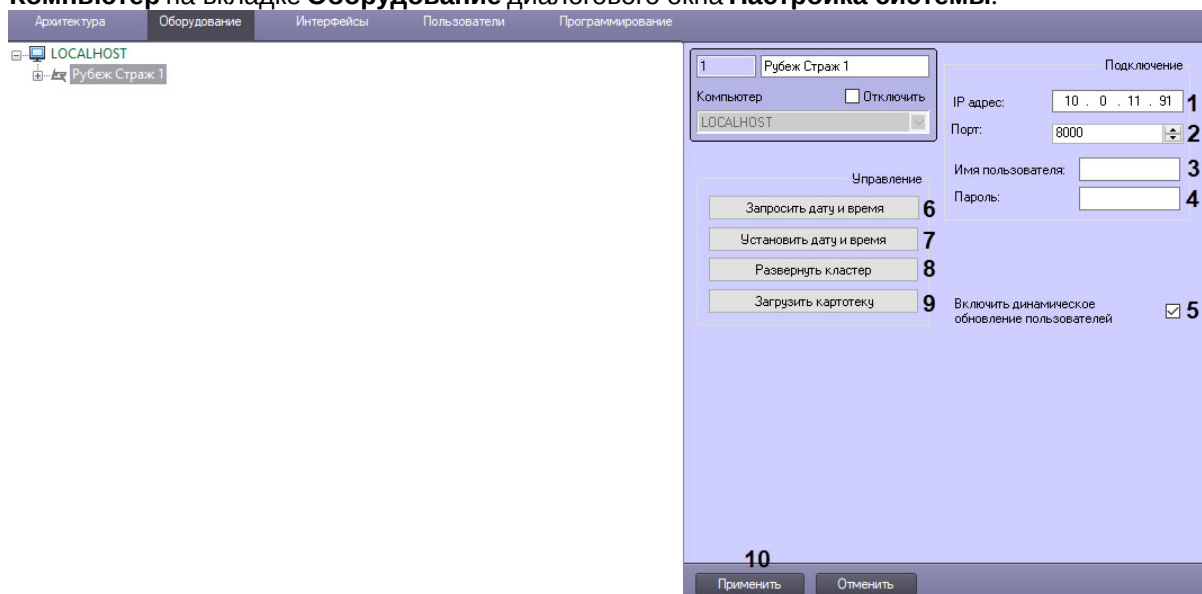 Компьютер на вкладке Оборудование диалогового окна Настройка системы.
Архитектура Оборудование Интерфейсы Пользователи Программирование
LOCALHOST
Рубеж Страж 1
1 Рубеж Страж 1
Компьютер Отключить
LOCALHOST
Подключение
IP адрес: 10 . 0 . 11 . 91 1
Порт: 8000 2
Имя пользователя: 3
Пароль: 4
Управление
Запросить дату и время 6
Установить дату и время 7
Развернуть кластер 8
Загрузить картотеку 9
Включить динамическое
обновление пользователей 5
10
Применить Отменить